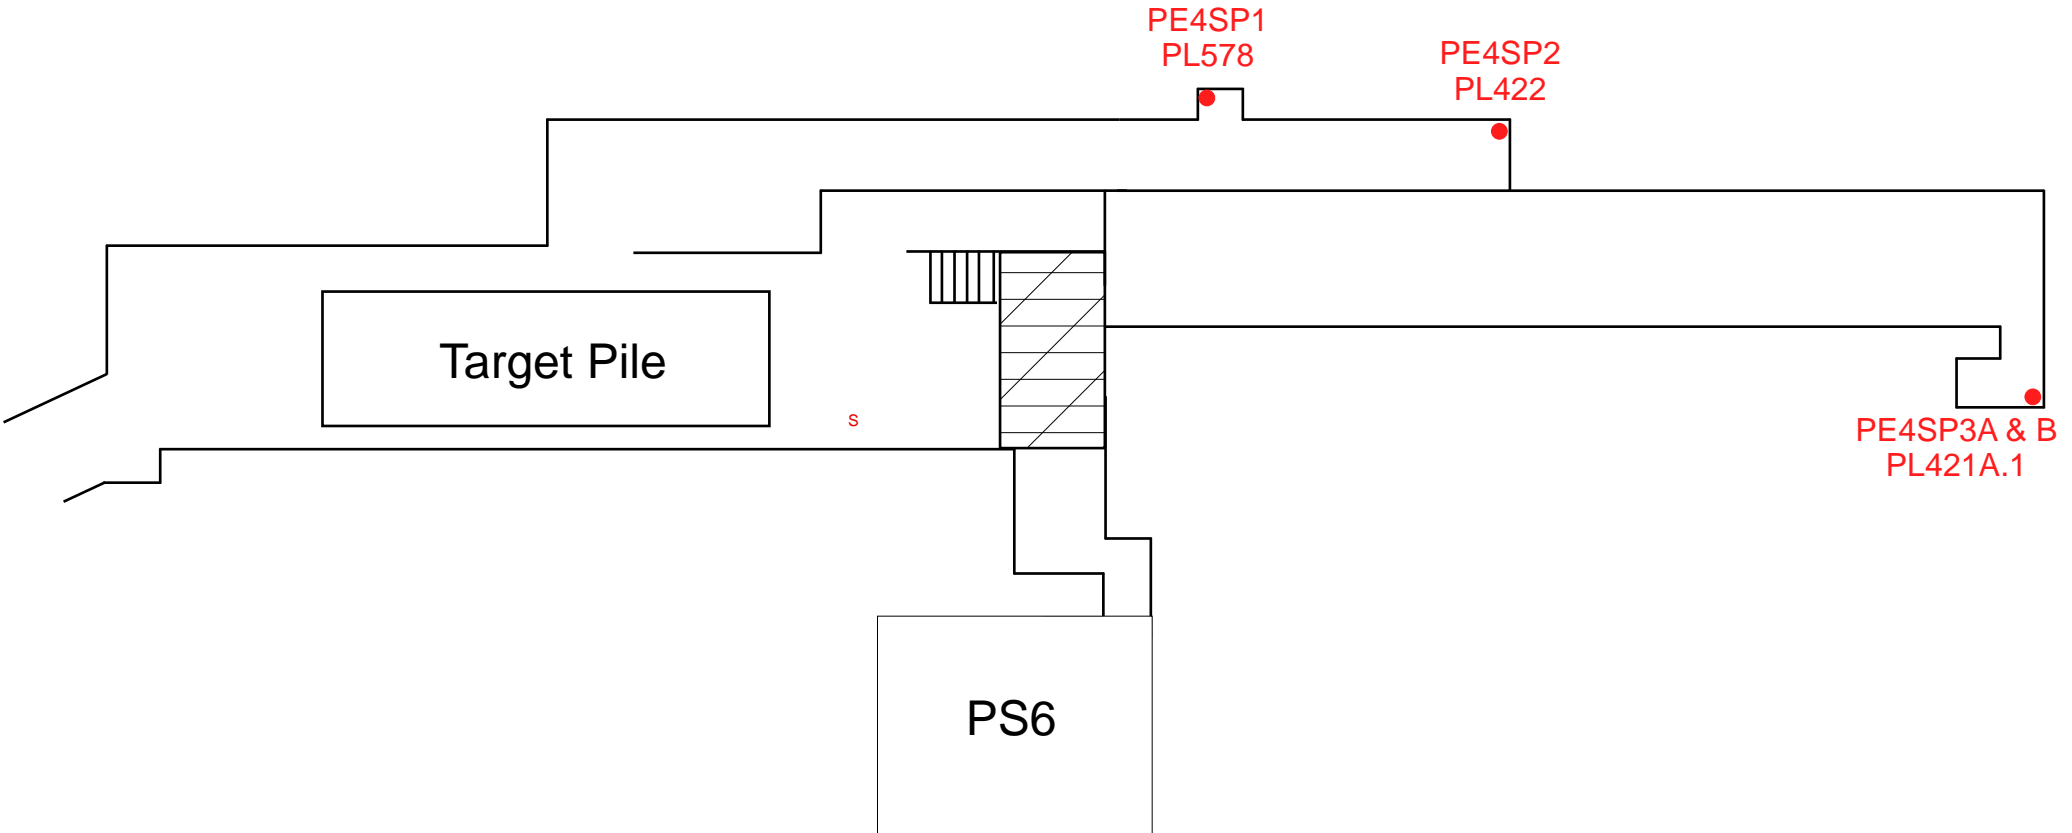 PE4SP1
PL578
PE4SP2
PL422
Target Pile
s
PE4SP3A & B
PL421A.1
PS6